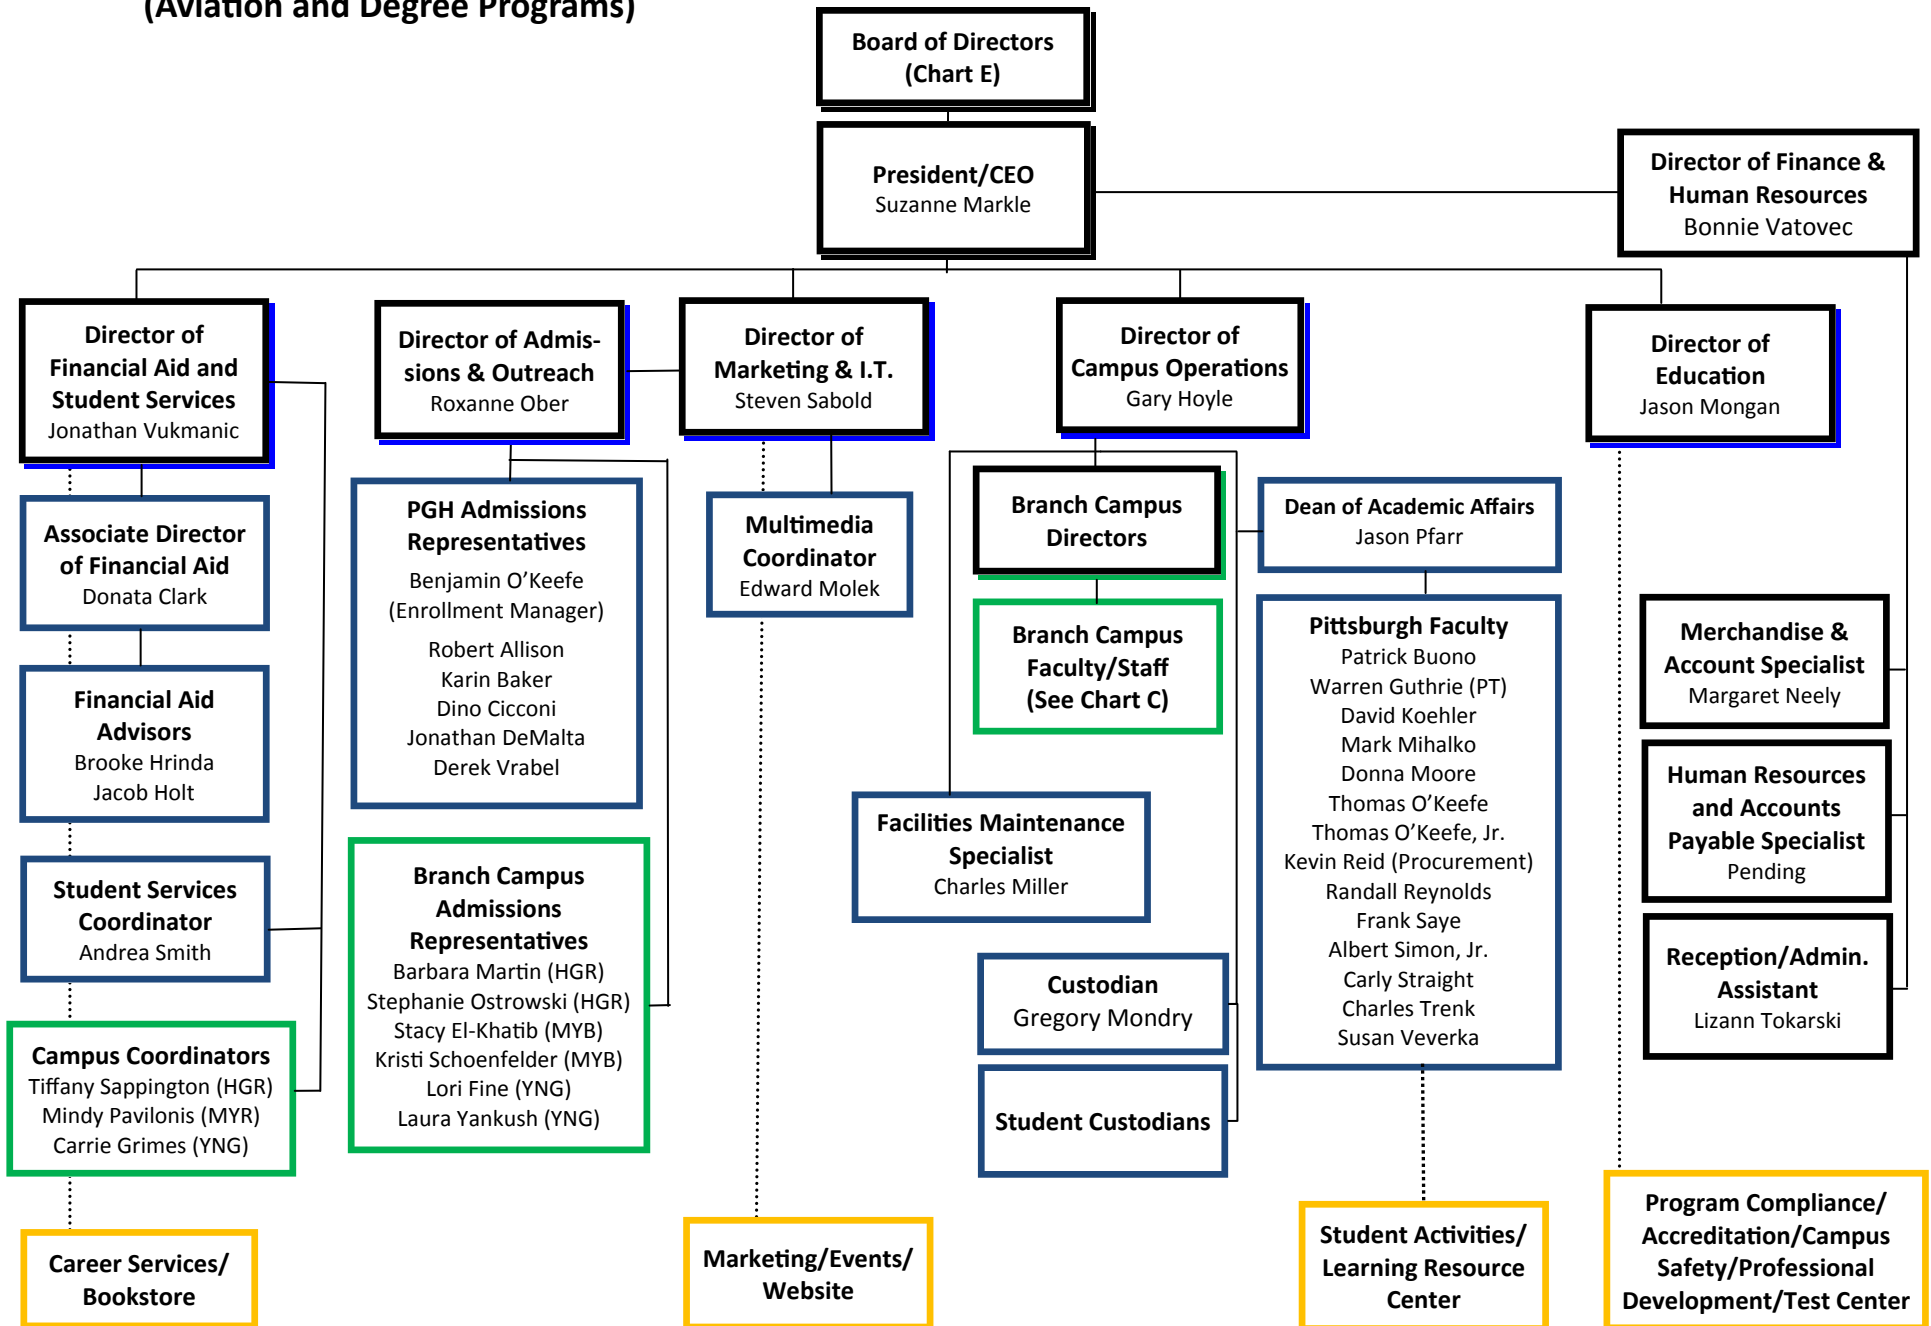 (Aviation and Degree Programs)
Board of Directors
(Chart E)
President/CEO
Suzanne Markle
Director of Finance &
Human Resources
Bonnie Vatovec
Director of
Financial Aid and
Student Services
Jonathan Vukmanic
Director of Admis-
sions & Outreach
Roxanne Ober
Director of
Marketing & I.T.
Steven Sabold
Director of
Campus Operations
Gary Hoyle
Director of
Education
Jason Mongan
Associate Director
of Financial Aid
Donata Clark
Financial Aid
Advisors
Brooke Hrinda
Jacob Holt
Student Services
Coordinator
Andrea Smith
Campus Coordinators
Tiffany Sappington (HGR)
Mindy Pavilonis (MYR)
Carrie Grimes (YNG)
Career Services/
Bookstore
PGH Admissions
Representatives
Benjamin O’Keefe
(Enrollment Manager)
Robert Allison
Karin Baker
Dino Cicconi
Jonathan DeMalta
Derek Vrabel
Branch Campus
Admissions
Representatives
Barbara Martin (HGR)
Stephanie Ostrowski (HGR)
Stacy El-Khatib (MYB)
Kristi Schoenfelder (MYB)
Lori Fine (YNG)
Laura Yankush (YNG)
Multimedia
Coordinator
Edward Molek
Marketing/Events/
Website
Branch Campus
Directors
Branch Campus
Faculty/Staff
(See Chart C)
Facilities Maintenance
Specialist
Charles Miller
Custodian
Gregory Mondry
Student Custodians
Dean of Academic Affairs
Jason Pfarr
Pittsburgh Faculty
Patrick Buono
Warren Guthrie (PT)
David Koehler
Mark Mihalko
Donna Moore
Thomas O’Keefe
Thomas O’Keefe, Jr.
Kevin Reid (Procurement)
Randall Reynolds
Frank Saye
Albert Simon, Jr.
Carly Straight
Charles Trenk
Susan Veverka
Student Activities/
Learning Resource
Center
Merchandise &
Account Specialist
Margaret Neely
Human Resources
and Accounts
Payable Specialist
Pending
Reception/Admin.
Assistant
Lizann Tokarski
Program Compliance/
Accreditation/Campus
Safety/Professional
Development/Test Center